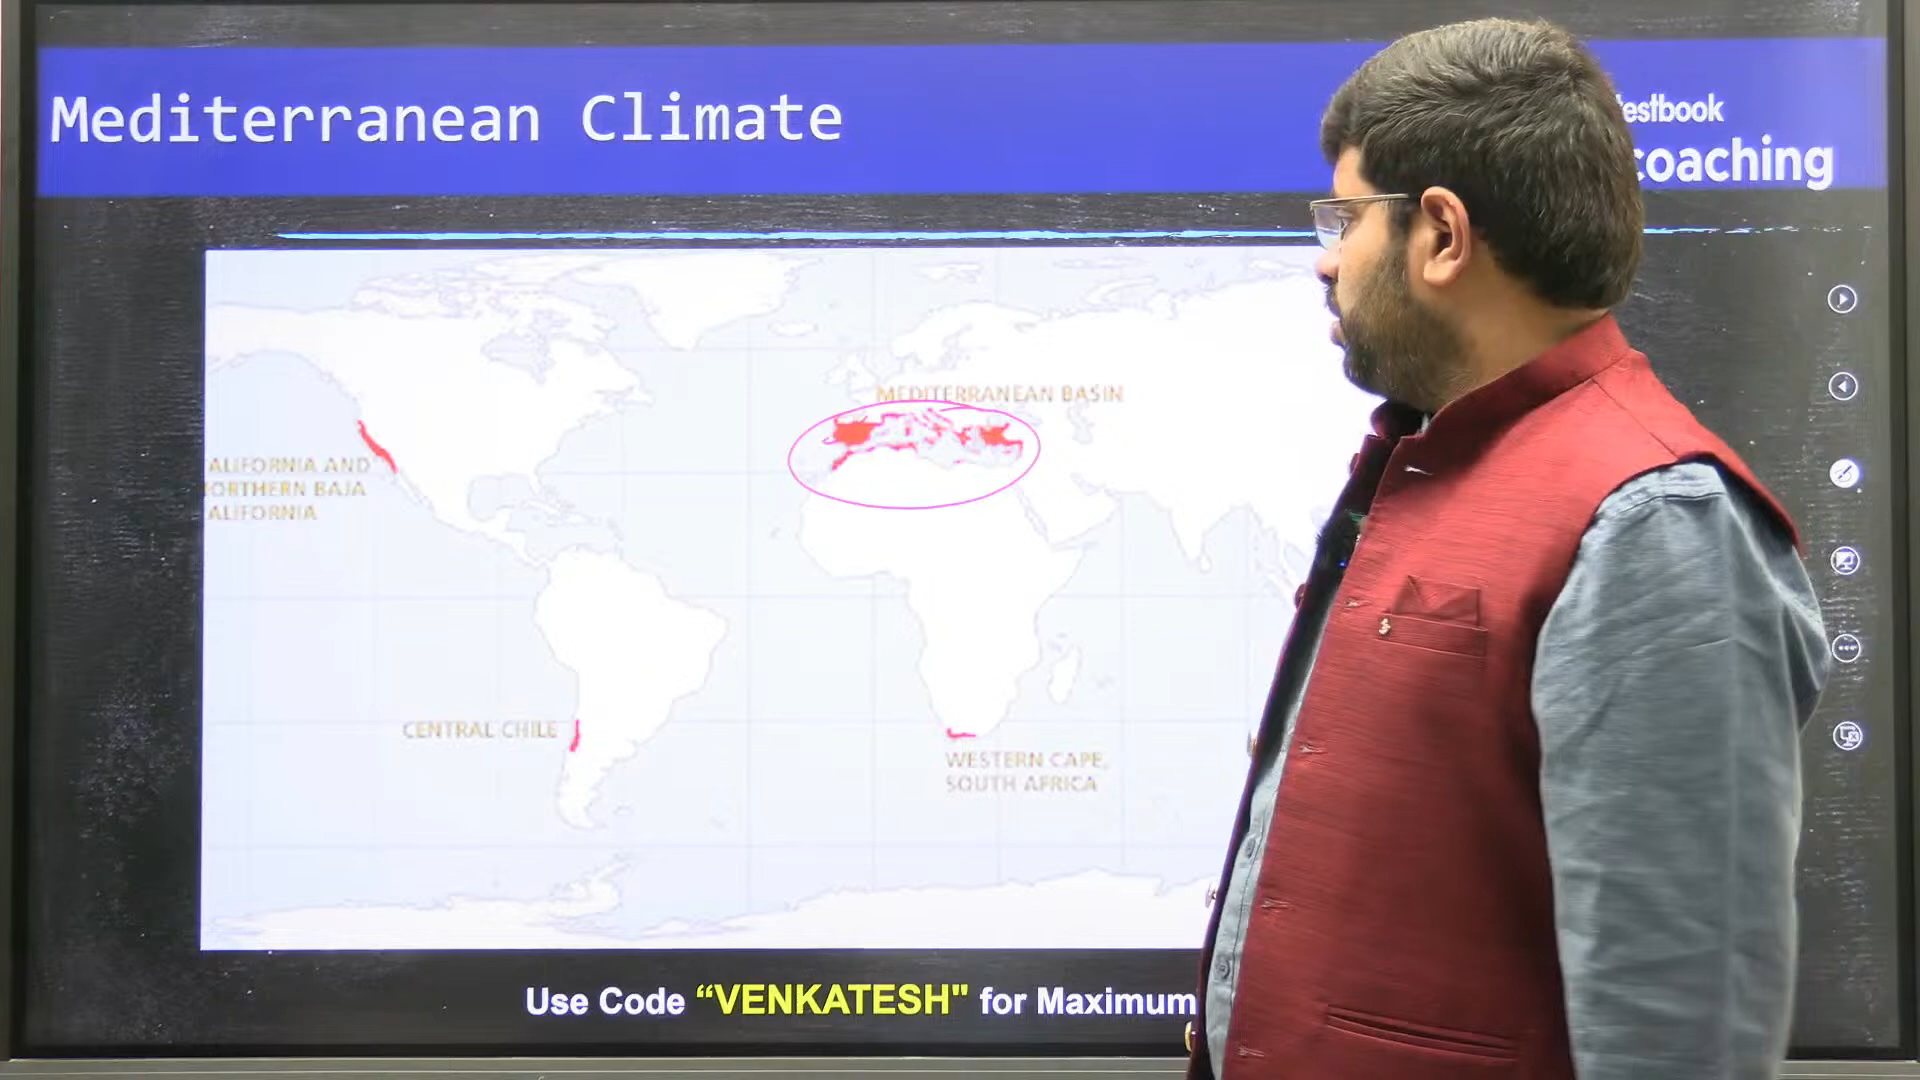 Mediterranean Climate
testbook
coaching
MEDITERRANEAN BASIN
ALIFORNIA AND
ORTHERN BAJA
ALIFORNIA
CENTRAL CHILE
WESTERN CAPE,
SOUTH AFRICA
Use Code “VENKATESH" for Maximum